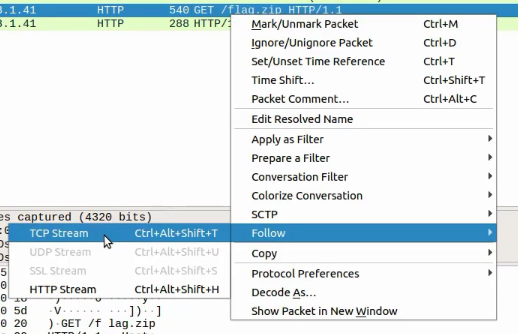 3.1.41 HTTP 540 GET /flag.zip HTTP/1.1
3.1.41 HTTP 288 HTTP/1
Mark/Unmark Packet Ctrl+M
Ignore/Unignore Packet Ctrl+D
Set/Unset Time Reference Ctrl+T
Time Shift... Ctrl+Shift+T
Packet Comment... Ctrl+Alt+C
Edit Resolved Name
Apply as Filter
Prepare a Filter
Conversation Filter
Colorize Conversation
SCTP
Follow
Copy
Protocol Preferences
Decode As...
Show Packet in New Window
es captured (4320 bits)
TCP Stream Ctrl+Alt+Shift+T
UDP Stream Ctrl+Alt+Shift+U
SSL Stream Ctrl+Alt+Shift+S
HTTP Stream Ctrl+Alt+Shift+H
0 5d ·V······ ···])··]
0 20 )·GET /f lag.zip